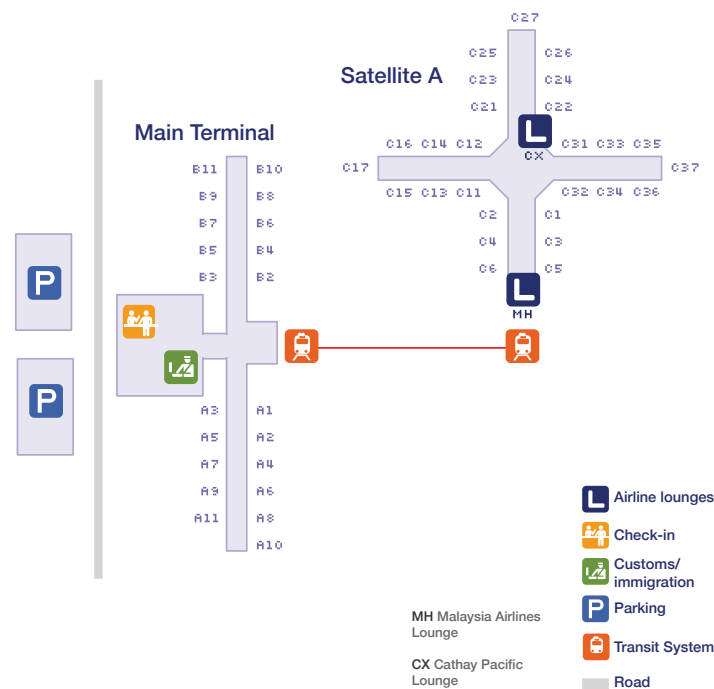 C27
C25 C26
Satellite A
C23 C24
C21 C22
L
Main Terminal
C16 C14 C12 CX C31 C33 C35
C17 C37
B11 B10
C15 C13 C11 C32 C34 C36
B9 B8
C2 C1
B7 B6
C4 C3
B5 B4
C6 C5
B3 B2
P
L
MH
P
A3 A1
A5 A2
A7 A4
A9 A6
L Airline lounges
A11 A8
Check-in
A10
Customs/
immigration
P Parking
MH Malaysia Airlines
Lounge
Transit System
CX Cathay Pacific
Lounge
Road